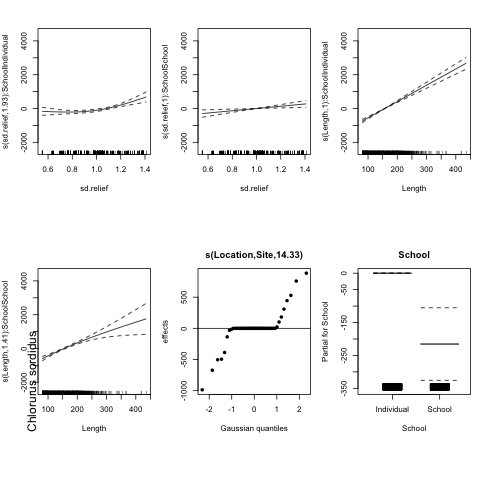 s(sd.relief,1.93):SchoolIndividual
4000
2000
0
-2000
0.6 0.8 1.0 1.2 1.4
sd.relief
s(sd.relief,1):SchoolSchool
4000
2000
0
-2000
0.6 0.8 1.0 1.2 1.4
sd.relief
s(Length,1):SchoolIndividual
4000
2000
0
-2000
100 200 300 400
Length
s(Length,1.41):SchoolSchool
4000
2000
0
-2000
100 200 300 400
Length
Chlorurus sordidus
s(Location,Site,14.33)
effects
500
0
-500
-1000
-2 -1 0 1 2
Gaussian quantiles
School
Partial for School
0
-50
-150
-250
-350
Individual School
School